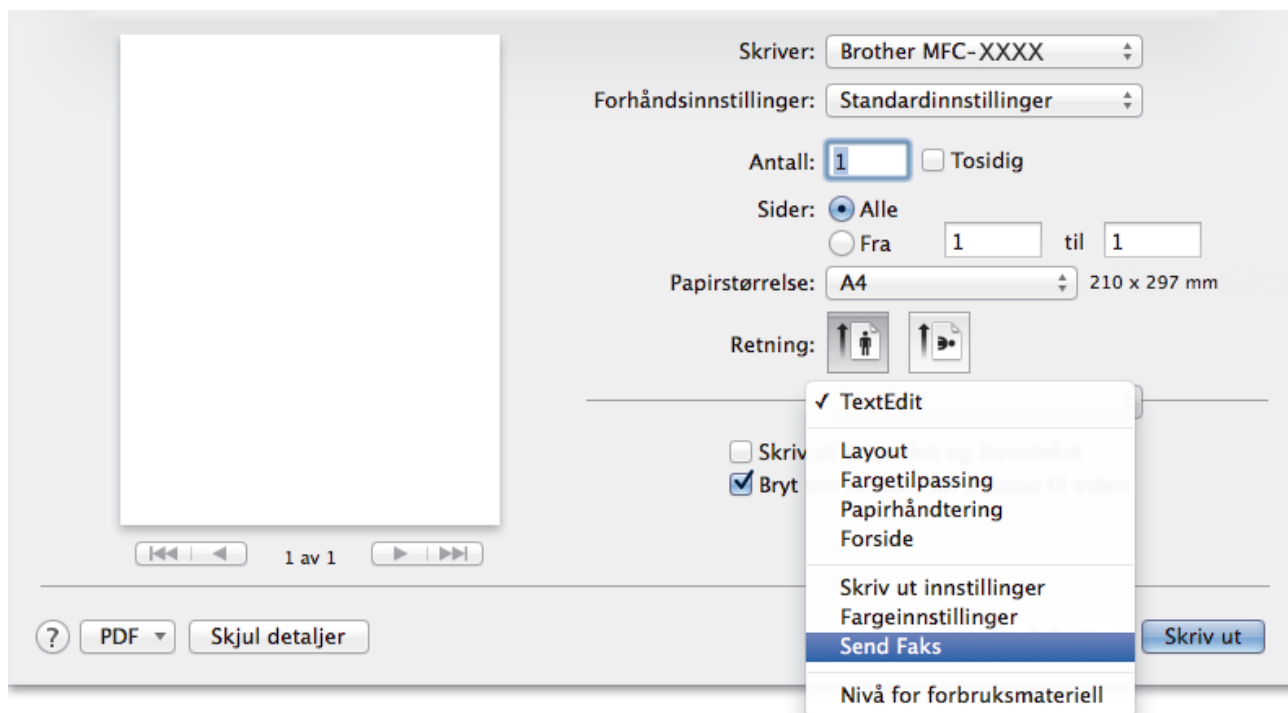 Skriver: Brother MFC-XXXX
Forhåndsinnstillinger: Standardinnstillinger
Antall: 1 Tosidig
Sider: Alle
Fra 1 til 1
Papirstørrelse: A4 210 x 297 mm
Retning:
TextEdit
Layout
Skriv
Fargetilpassing
Bryt
Papirhåndtering
Forside
1 av 1
Skriv ut innstillinger
Fargeinnstillinger
? PDF Skjul detaljer
Send Faks
Skriv ut
Nivå for forbruksmateriell